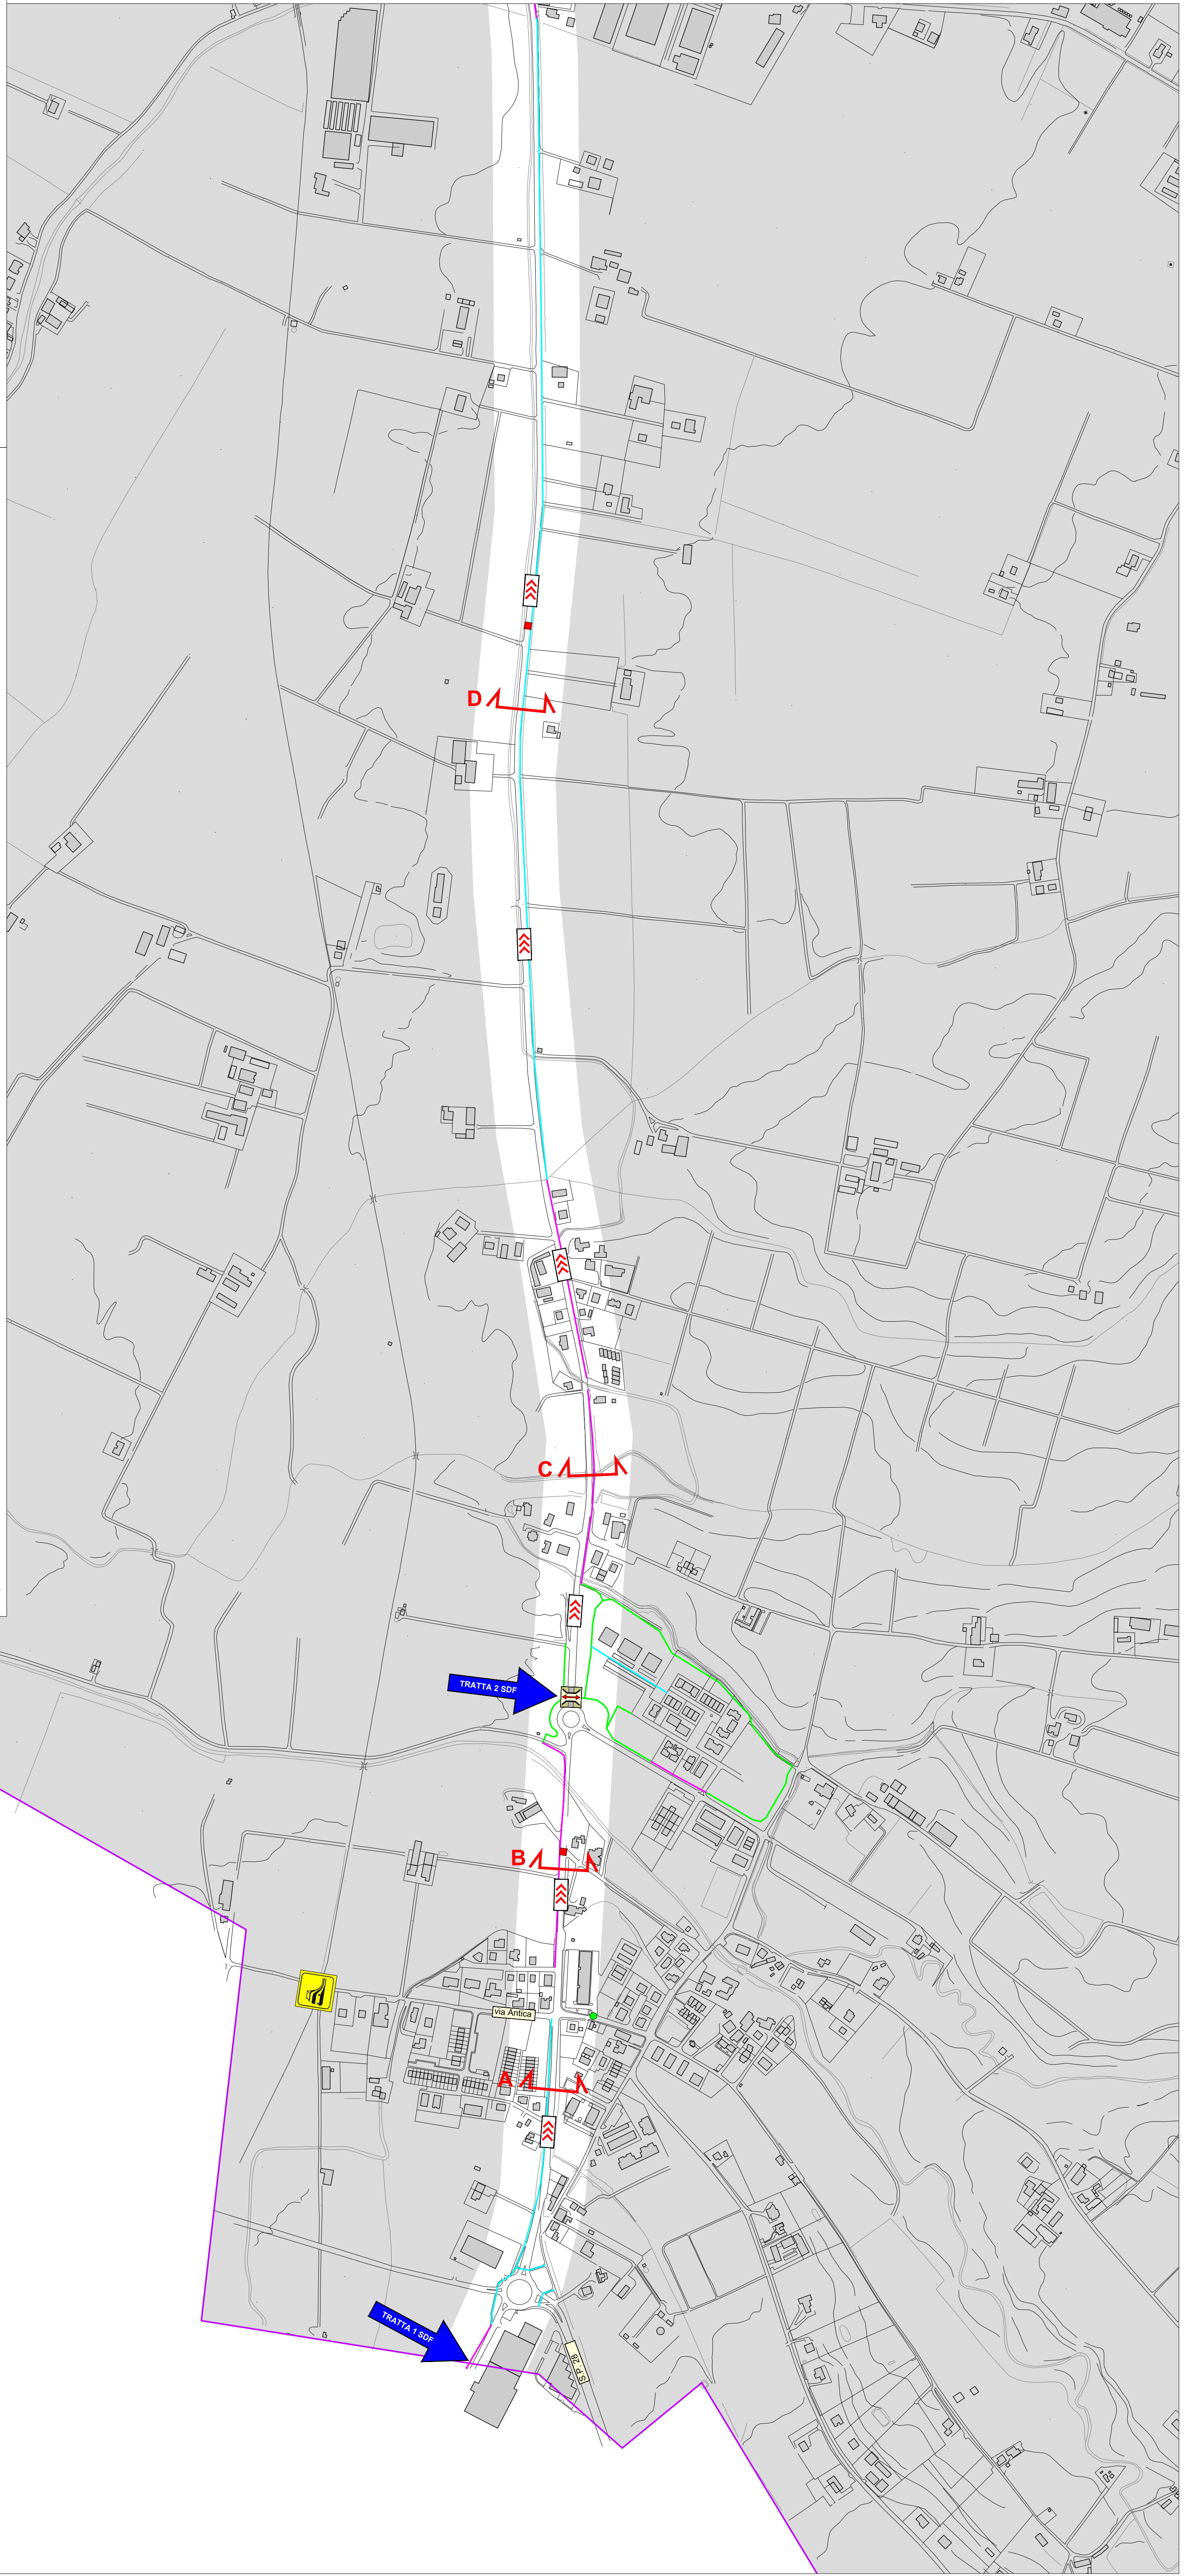 D
C
TRATTA 2 SDF
B
via Antica
A
TRATTA 1 SDF
S.P. 28